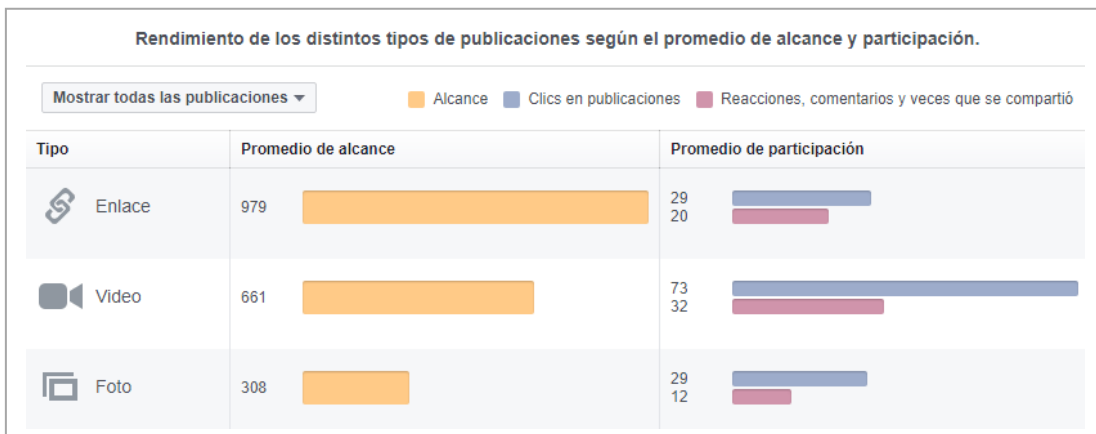 Rendimiento de los distintos tipos de publicaciones según el promedio de alcance y participación.
Mostrar todas las publicaciones
Alcance Clics en publicaciones Reacciones, comentarios y veces que se compartió
Tipo Promedio de alcance Promedio de participación
Enlace 979 29
20
Video 661 73
32
Foto 308 29
12